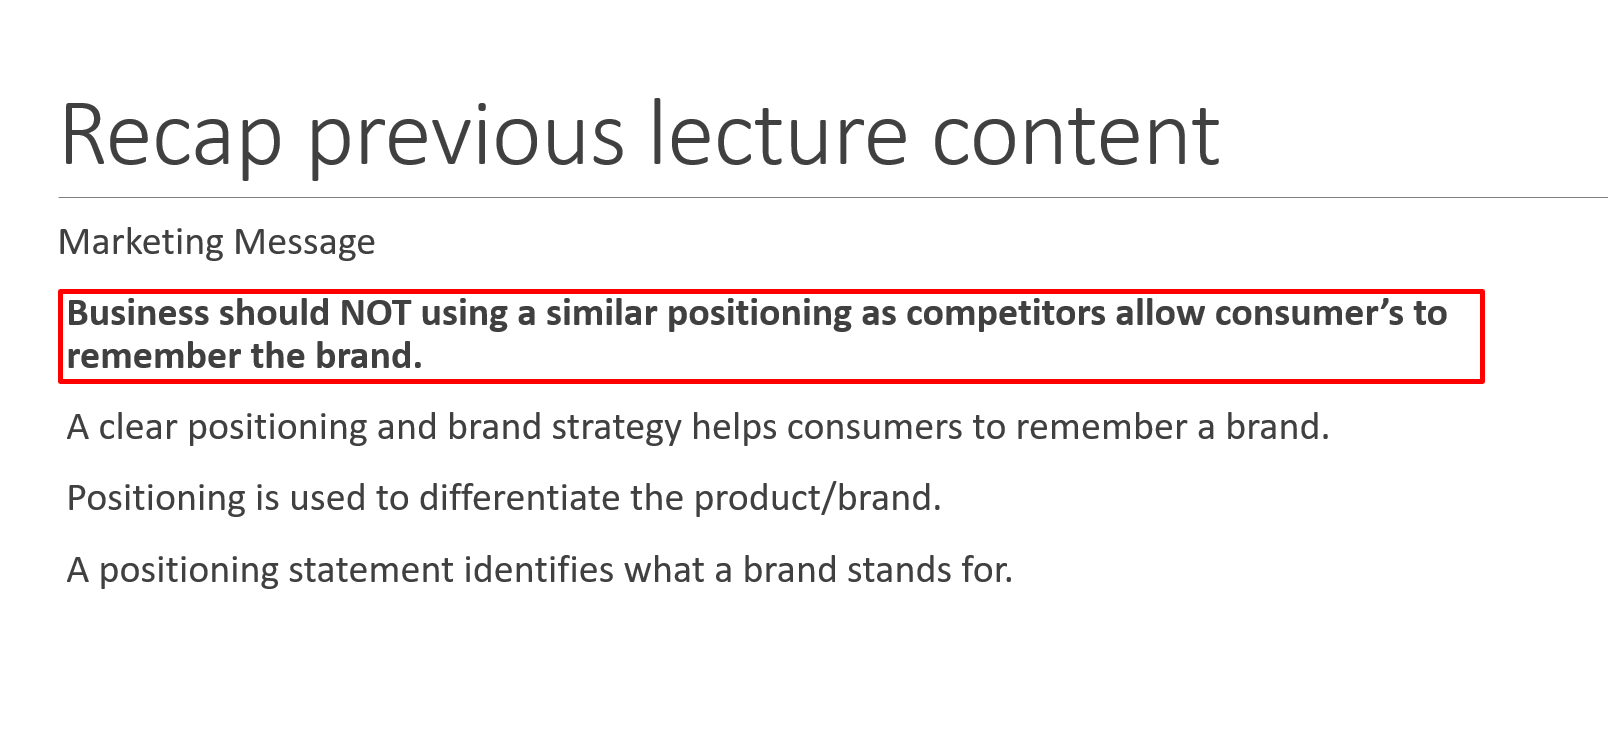 Recap previous lecture content
Marketing Message
Business should NOT using a similar positioning as competitors allow consumer’s to
remember the brand.
A clear positioning and brand strategy helps consumers to remember a brand.
Positioning is used to differentiate the product/brand.
A positioning statement identifies what a brand stands for.